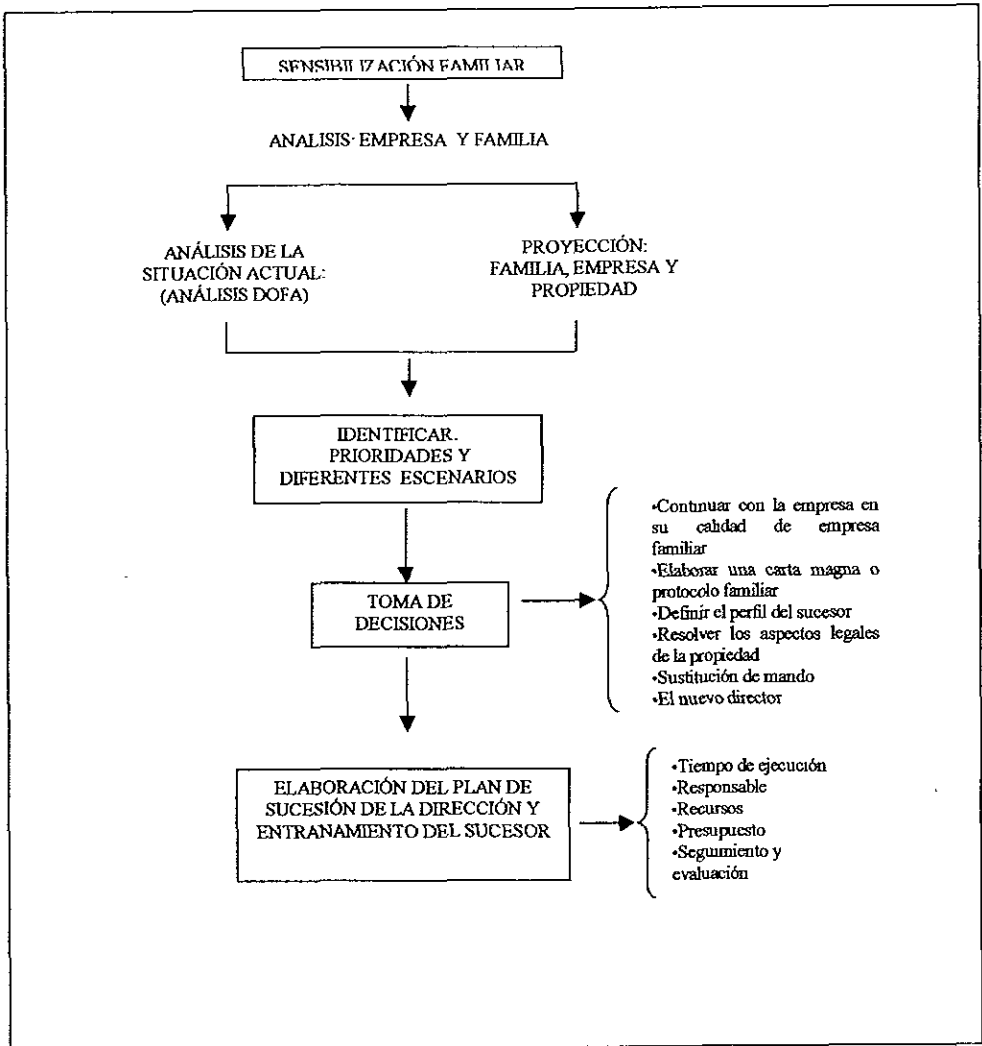 SENSIBILIZACIÓN FAMILIAR
ANALISIS: EMPRESA Y FAMILIA
ANÁLISIS DE LA
SITUACIÓN ACTUAL:
(ANÁLISIS DOFA)
PROYECCIÓN:
FAMILIA, EMPRESA Y
PROPIEDAD
IDENTIFICAR.
PRIORIDADES Y
DIFERENTES ESCENARIOS
TOMA DE
DECISIONES
•Continuar con la empresa en
su calidad de empresa
familiar
•Elaborar una carta magna o
protocolo familiar
•Definir el perfil del sucesor
•Resolver los aspectos legales
de la propiedad
•Sustitución de mando
•El nuevo director
ELABORACIÓN DEL PLAN DE
SUCESIÓN DE LA DIRECCIÓN Y
ENTRANAMIENTO DEL SUCESOR
•Tiempo de ejecución
•Responsable
•Recursos
•Presupuesto
•Seguimiento y
evaluación